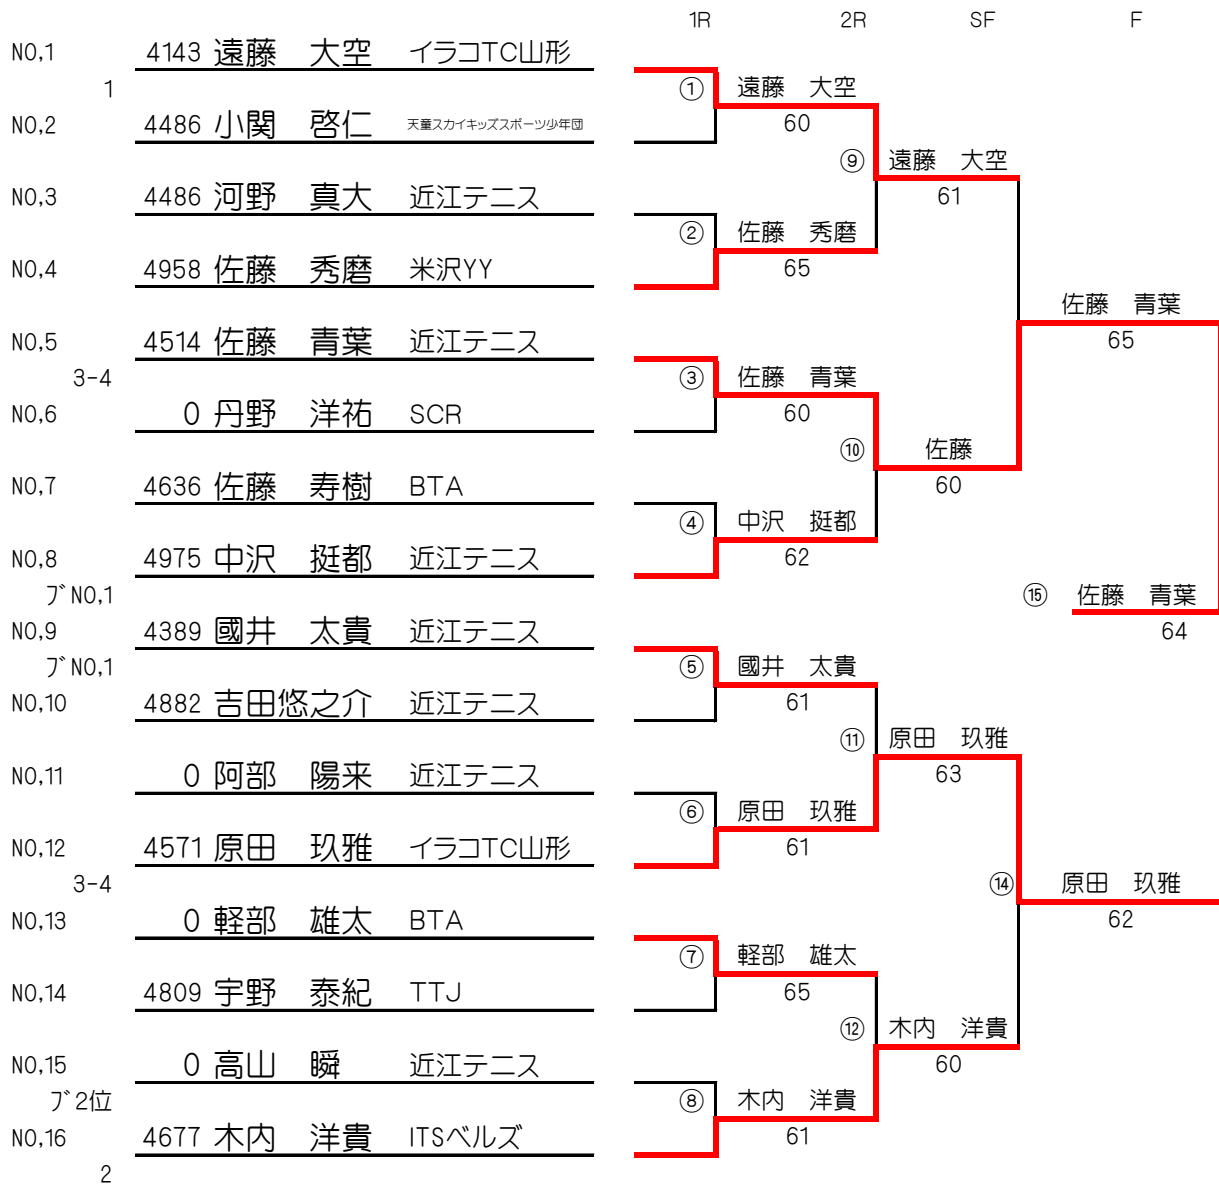 1R 2R SF F
NO,1 4143 遠藤 大空 イラコTC山形
1 ① 遠藤 大空
NO,2 4486 小関 啓仁 天童スカイキッズスポーツ少年団 60
⑨ 遠藤 大空
NO,3 4486 河野 真大 近江テニス 61
② 佐藤 秀磨
NO,4 4958 佐藤 秀磨 米沢YY 65
佐藤 青葉
NO,5 4514 佐藤 青葉 近江テニス 65
3-4 ③ 佐藤 青葉
NO,6 0 丹野 洋祐 SCR 60
⑩ 佐藤
NO,7 4636 佐藤 寿樹 BTA 60
④ 中沢 挺都
NO,8 4975 中沢 挺都 近江テニス 62
ブNO,1 ⑮ 佐藤 青葉
NO,9 4389 國井 太貴 近江テニス 64
ブNO,1 ⑤ 國井 太貴
NO,10 4882 吉田悠之介 近江テニス 61
⑪ 原田 玖雅
NO,11 0 阿部 陽来 近江テニス 63
⑥ 原田 玖雅
NO,12 4571 原田 玖雅 イラコTC山形 61
3-4 ⑭ 原田 玖雅
NO,13 0 軽部 雄太 BTA 62
⑦ 軽部 雄太
NO,14 4809 宇野 泰紀 TTJ 65
⑫ 木内 洋貴
NO,15 0 高山 瞬 近江テニス 60
ブ2位 ⑧ 木内 洋貴
NO,16 4677 木内 洋貴 ITSベルズ 61
2